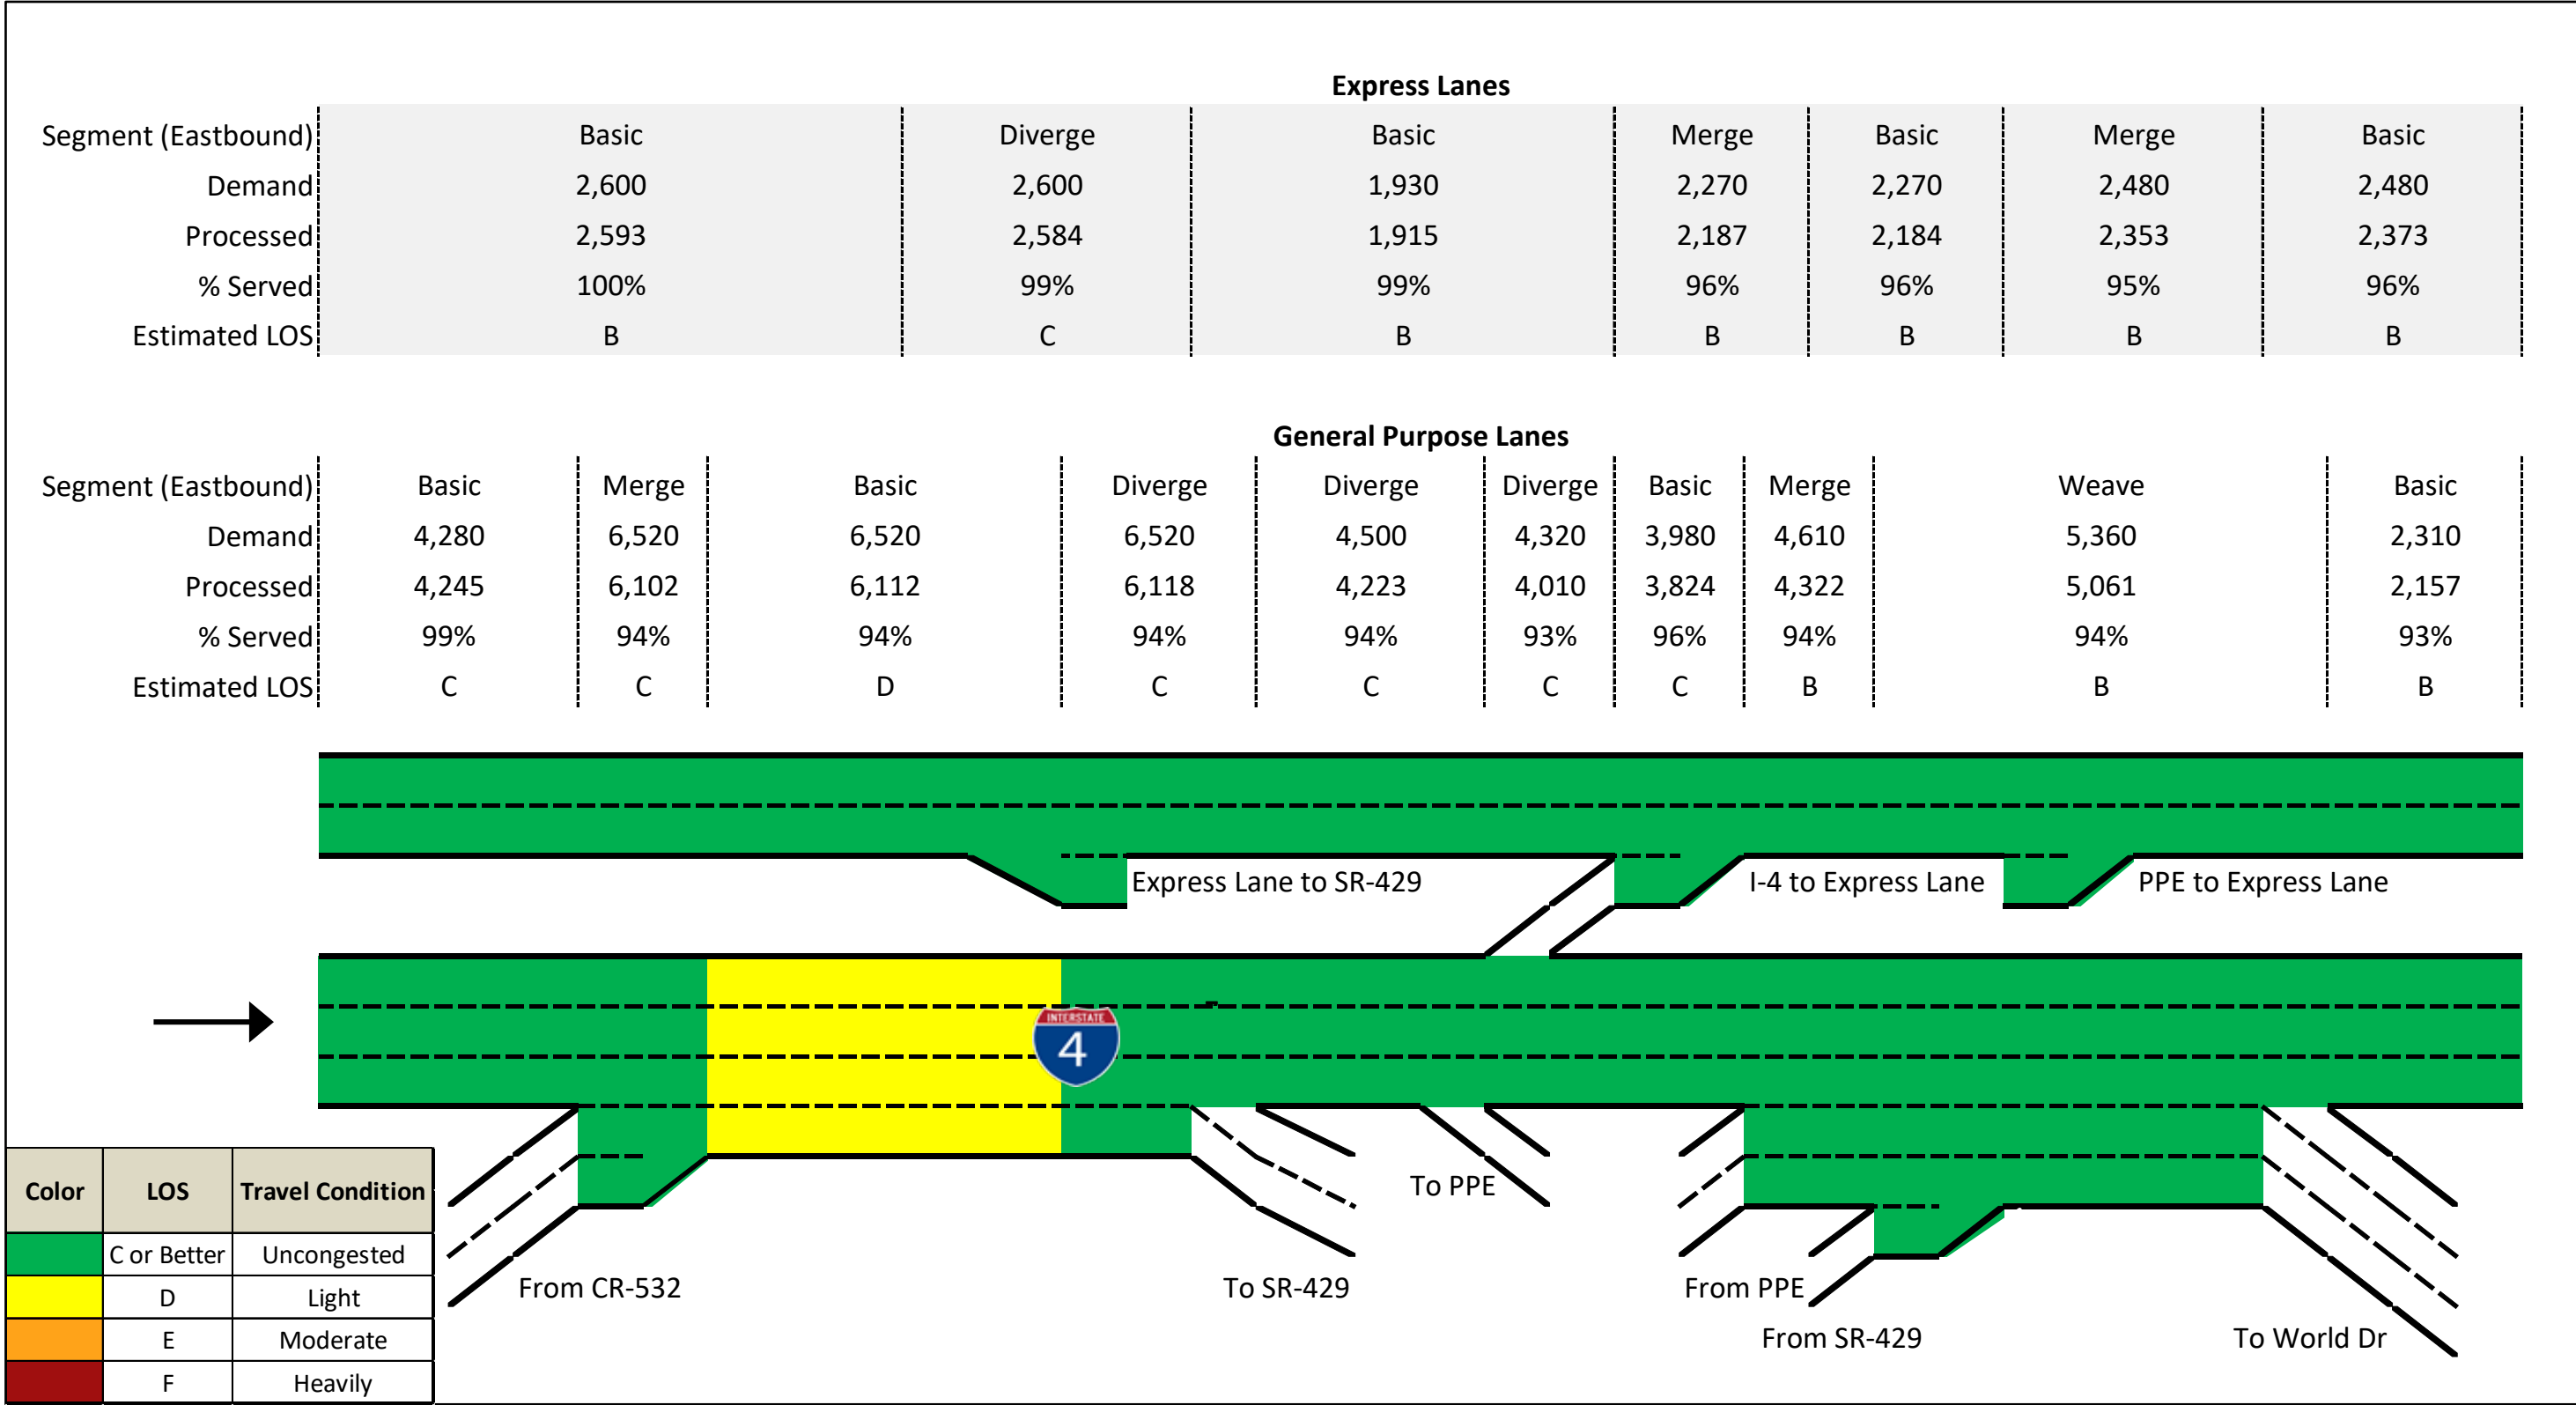 Express Lanes
Segment (Eastbound) Basic Diverge Basic Merge Basic Merge Basic
Demand 2,600 2,600 1,930 2,270 2,270 2,480 2,480
Processed 2,593 2,584 1,915 2,187 2,184 2,353 2,373
% Served 100% 99% 99% 96% 96% 95% 96%
Estimated LOS B C B B B B B
General Purpose Lanes
Segment (Eastbound) Basic Merge Basic Diverge Diverge Diverge Basic Merge Weave Basic
Demand 4,280 6,520 6,520 6,520 4,500 4,320 3,980 4,610 5,360 2,310
Processed 4,245 6,102 6,112 6,118 4,223 4,010 3,824 4,322 5,061 2,157
% Served 99% 94% 94% 94% 94% 93% 96% 94% 94% 93%
Estimated LOS C C D C C C C B B B
Express Lane to SR-429 I-4 to Express Lane PPE to Express Lane
INTERSTATE
4
To PPE
From CR-532 To SR-429 From PPE
From SR-429 To World Dr
Color LOS Travel Condition
C or Better Uncongested
D Light
E Moderate
F Heavily